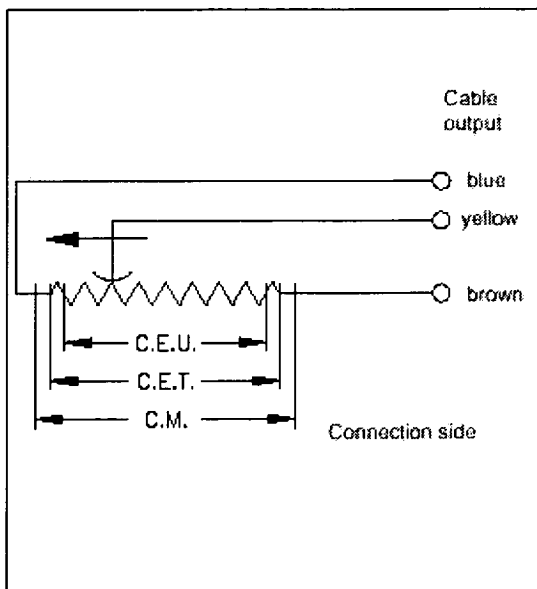 Cable
output
blue
yellow
brown
C.E.U.
C.E.T.
C.M.
Connection side